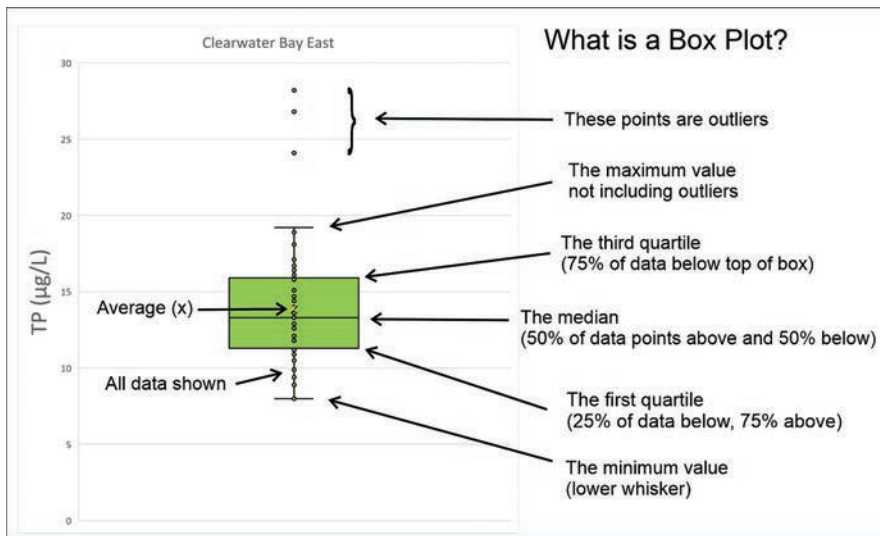 Clearwater Bay East
What is a Box Plot?
30
25
20
15
10
5
0
TP (µg/L)
These points are outliers
The maximum value
not including outliers
The third quartile
(75% of data below top of box)
Average (x)
The median
(50% of data points above and 50% below)
All data shown
The first quartile
(25% of data below, 75% above)
The minimum value
(lower whisker)